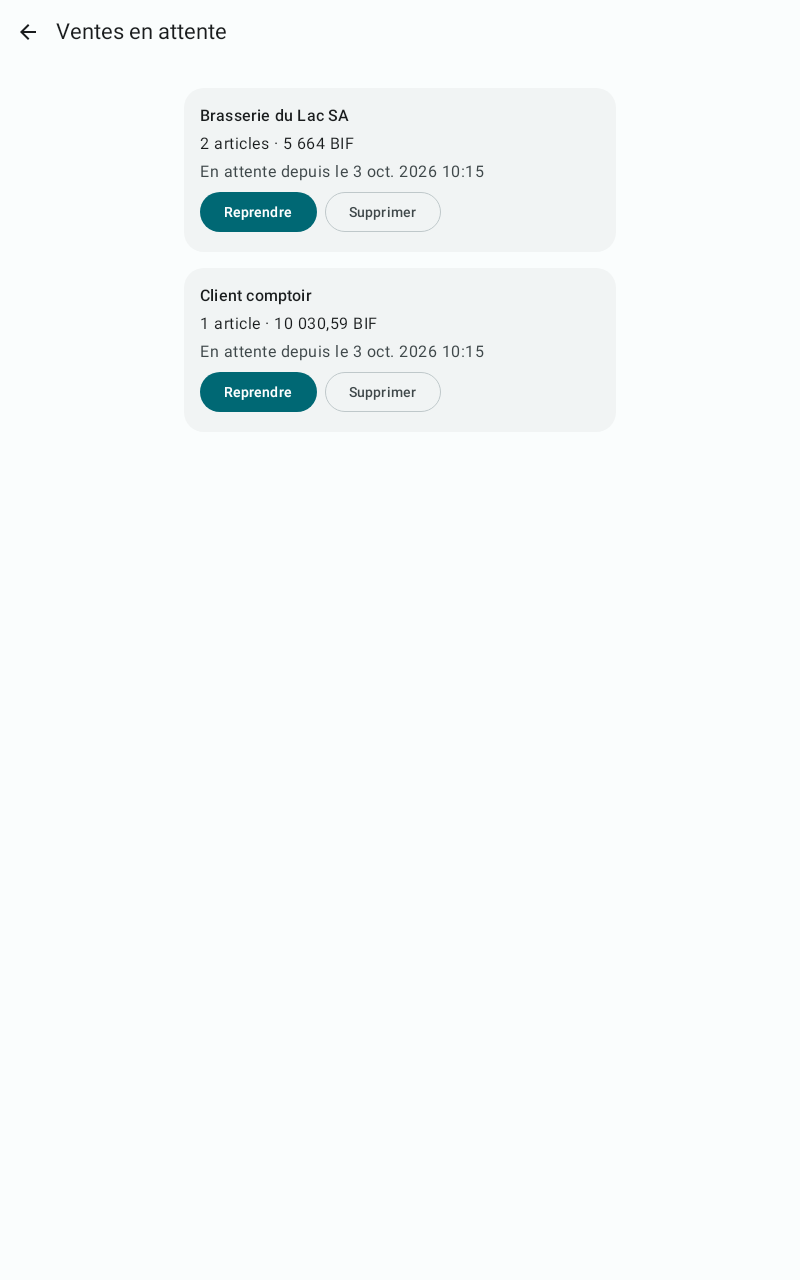 Ventes en attente
Brasserie du Lac SA
2 articles · 5 664 BIF
En attente depuis le 3 oct. 2026 10:15
Reprendre
Supprimer
Client comptoir
1 article · 10 030,59 BIF
En attente depuis le 3 oct. 2026 10:15
Reprendre
Supprimer